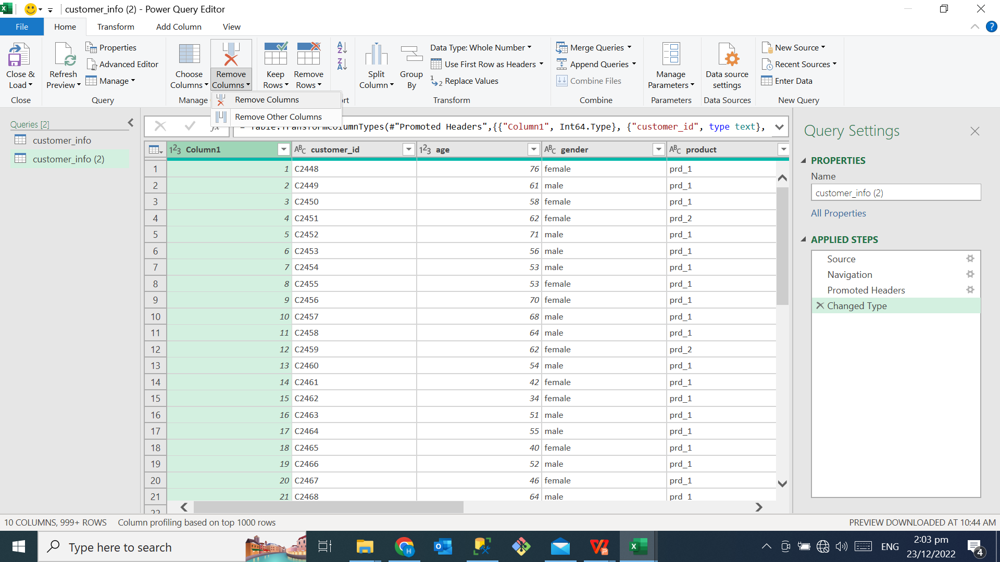 customer_info (2) - Power Query Editor
File Home Transform Add Column View
Close & Load
Refresh Preview
Properties
Advanced Editor
Manage
Choose Columns
Remove Columns
Keep Rows
Remove Rows
Split Column
Group By
Data Type: Whole Number
Use First Row as Headers
Replace Values
Merge Queries
Append Queries
Combine Files
Manage Parameters
Data source settings
New Source
Recent Sources
Enter Data
Close Query Manage Transform Combine Parameters Data Sources New Query
Remove Columns
Remove Other Columns
Queries [2]
customer_info
customer_info (2)
#"Promoted Headers",{{"Column1", Int64.Type}, {"customer_id", type text},
Column1 customer_id age gender product
1 1 C2448 76 female prd_1
2 2 C2449 61 male prd_1
3 3 C2450 58 female prd_1
4 4 C2451 62 female prd_2
5 5 C2452 71 male prd_1
6 6 C2453 56 male prd_1
7 7 C2454 53 male prd_1
8 8 C2455 53 female prd_1
9 9 C2456 70 female prd_1
10 10 C2457 68 male prd_1
11 11 C2458 64 male prd_1
12 12 C2459 62 female prd_2
13 13 C2460 54 male prd_1
14 14 C2461 42 female prd_1
15 15 C2462 34 female prd_1
16 16 C2463 51 male prd_1
17 17 C2464 55 male prd_1
18 18 C2465 40 female prd_1
19 19 C2466 52 male prd_1
20 20 C2467 46 female prd_1
21 21 C2468 64 male prd_1
Query Settings
PROPERTIES
Name
customer_info (2)
All Properties
APPLIED STEPS
Source
Navigation
Promoted Headers
Changed Type
10 COLUMNS, 999+ ROWS Column profiling based on top 1000 rows PREVIEW DOWNLOADED AT 10:44 AM
Type here to search
ENG
2:03 pm
23/12/2022
4